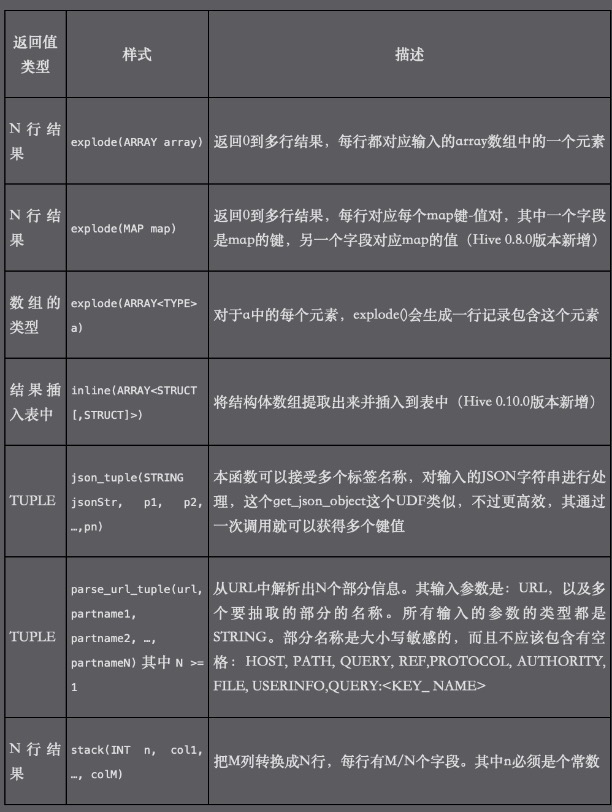 返回值
类型
样式
描述
N 行 结
果
explode(ARRAY array)
返回0到多行结果，每行都对应输入的array数组中的一个元素
N 行 结
果
explode(MAP map)
返回0到多行结果，每行对应每个map键-值对，其中一个字段
是map的键，另一个字段对应map的值（Hive 0.8.0版本新增）
数 组 的
类型
explode(ARRAY<TYPE>
a)
对于a中的每个元素，explode()会生成一行记录包含这个元素
结 果 插
入表中
inline(ARRAY<STRUCT
[,STRUCT]>)
将结构体数组提取出来并插入到表中（Hive 0.10.0版本新增）
TUPLE
json_tuple(STRING
jsonStr, p1, p2,
…,pn)
本函数可以接受多个标签名称，对输入的JSON字符串进行处
理，这个get_json_object这个UDF类似，不过更高效，其通过
一次调用就可以获得多个键值
TUPLE
parse_url_tuple(url,
partname1,
partname2, …,
partnameN) 其中 N >=
1
从URL中解析出N个部分信息。其输入参数是：URL，以及多
个要抽取的部分的名称。所有输入的参数的类型都是
STRING。部分名称是大小写敏感的，而且不应该包含有空
格：HOST, PATH, QUERY, REF,PROTOCOL, AUTHORITY,
FILE, USERINFO,QUERY:<KEY_ NAME>
N 行 结
果
stack(INT n, col1,
…, colM)
把M列转换成N行，每行有M/N个字段。其中n必须是个常数